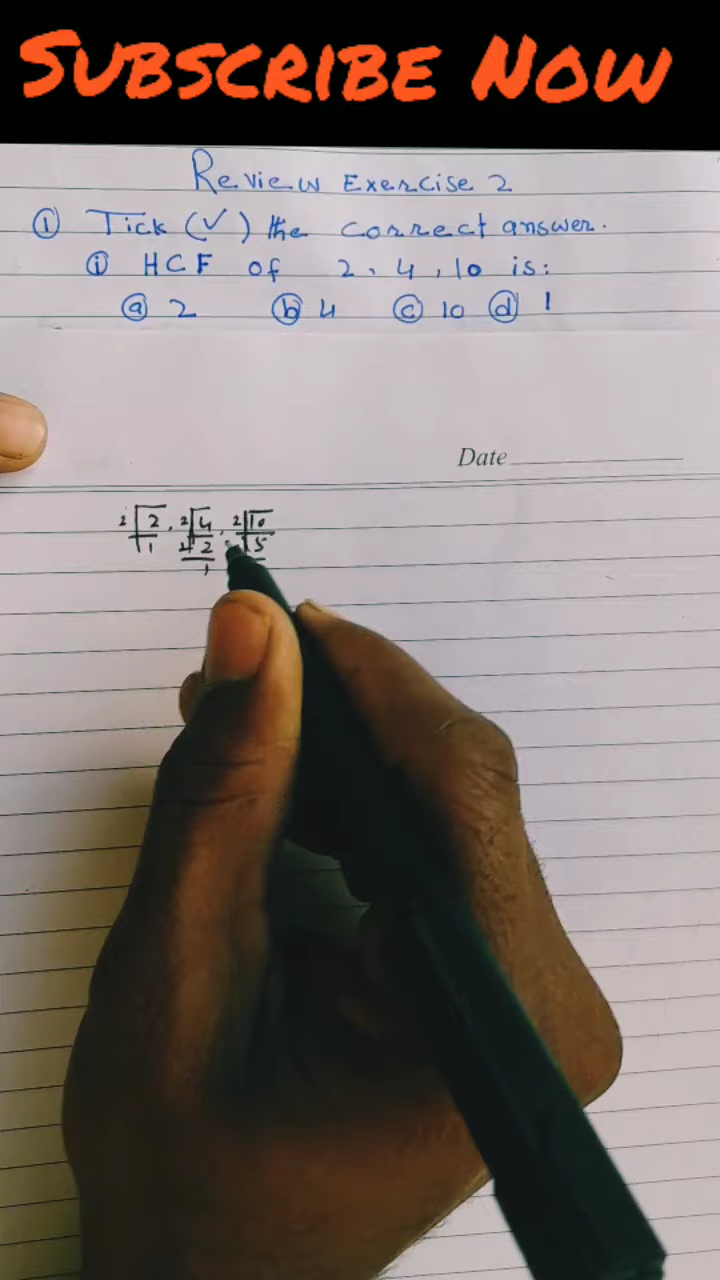 SUBSCRIBE NOW
Review Exercise 2
① Tick (✓) the correct answer.
ⓘ HCF of 2, 4, 10 is:
ⓐ 2 ⓑ 4 ⓒ 10 ⓓ 1
Date
2 2, 2 4, 2 10
1 2 2 5
1